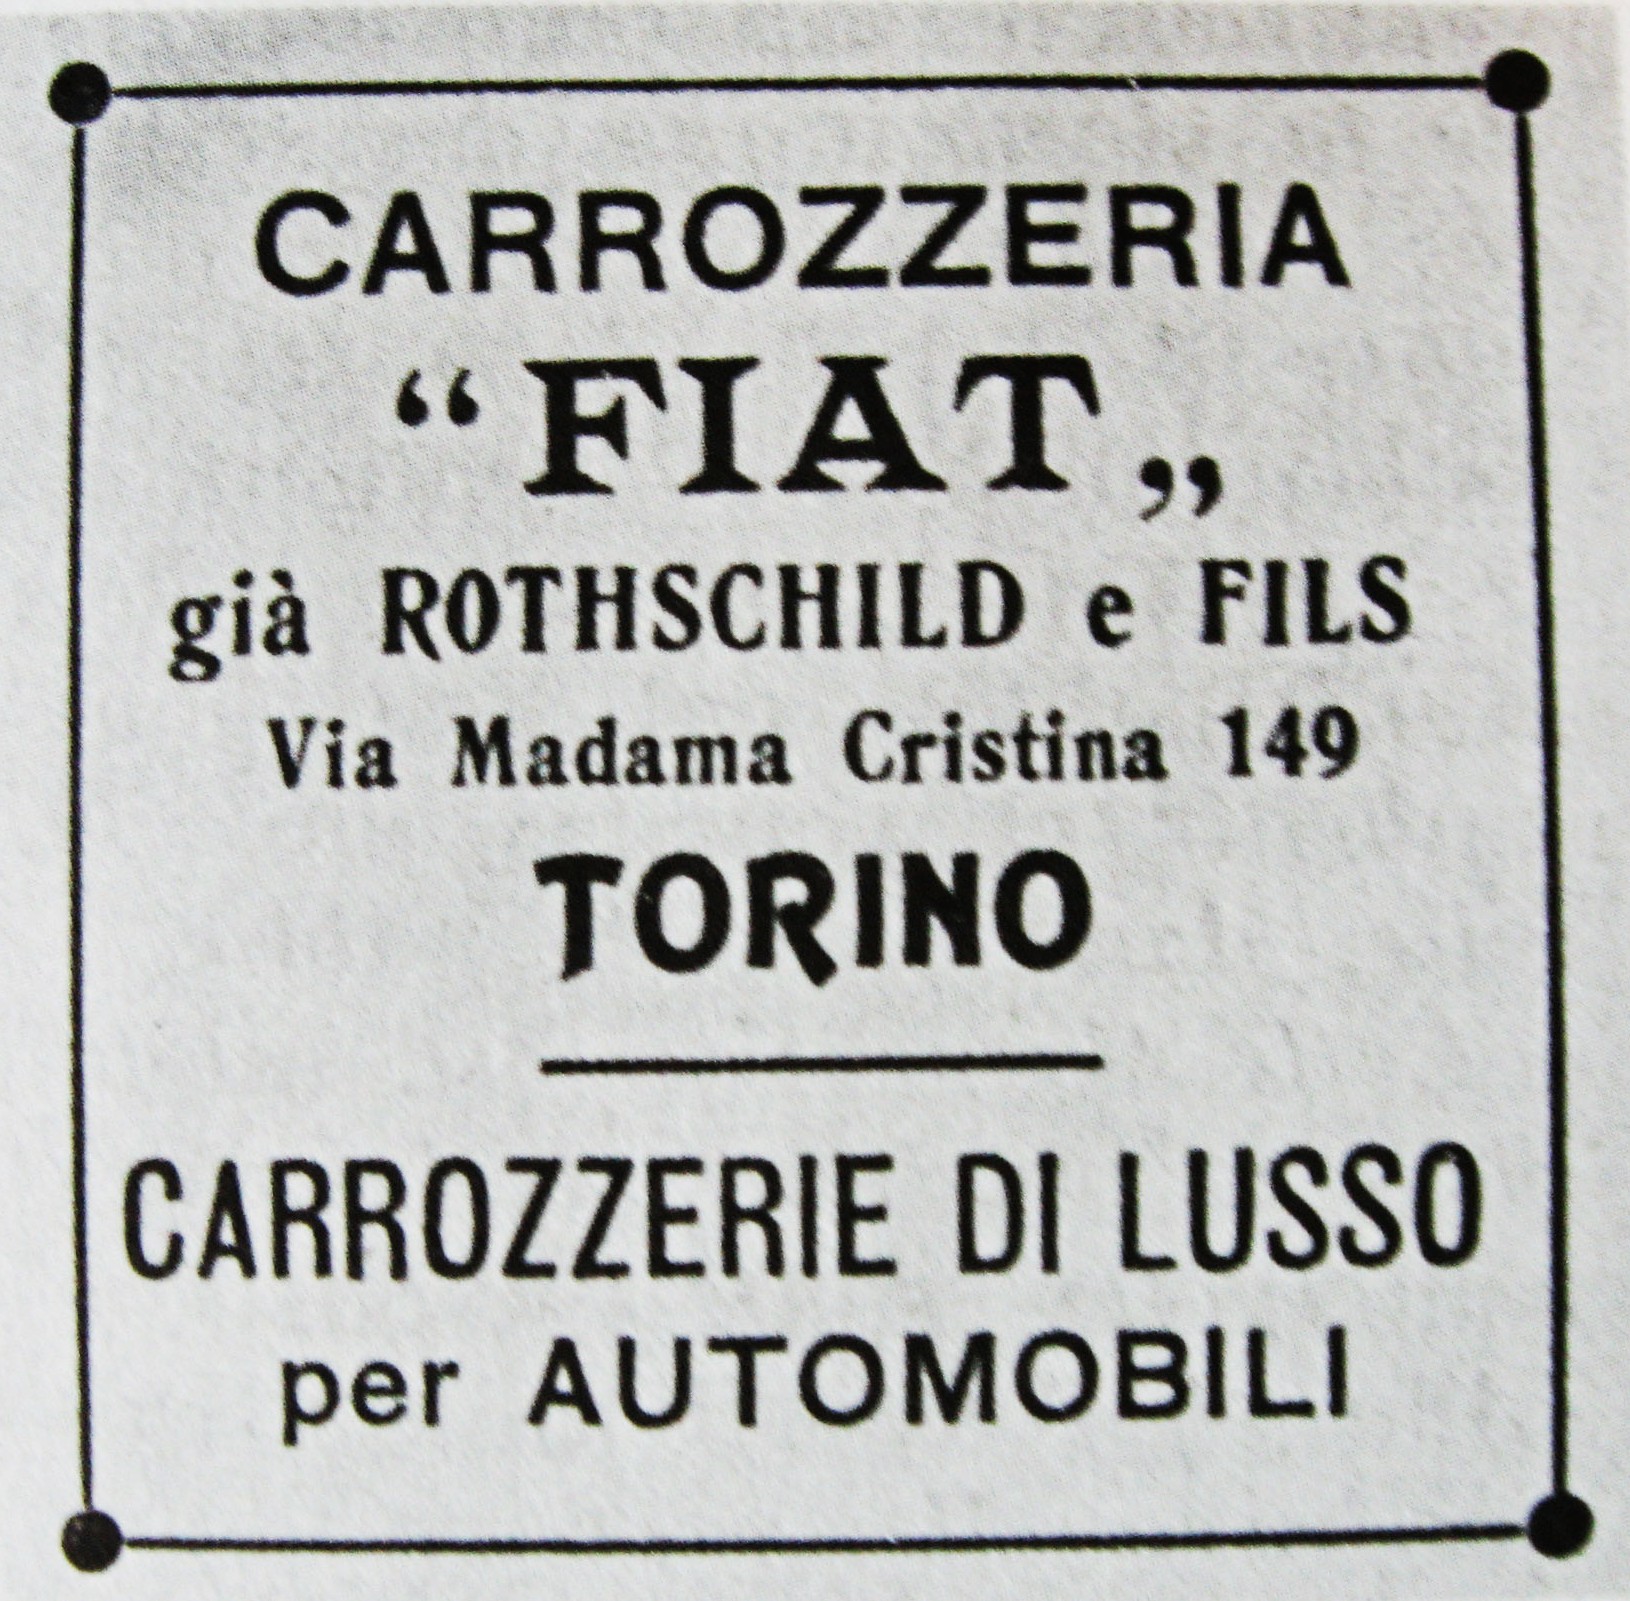 CARROZZERIA
“FIAT„
già ROTHSCHILD e FILS
Via Madama Cristina 149
TORINO
CARROZZERIE DI LUSSO
per AUTOMOBILI